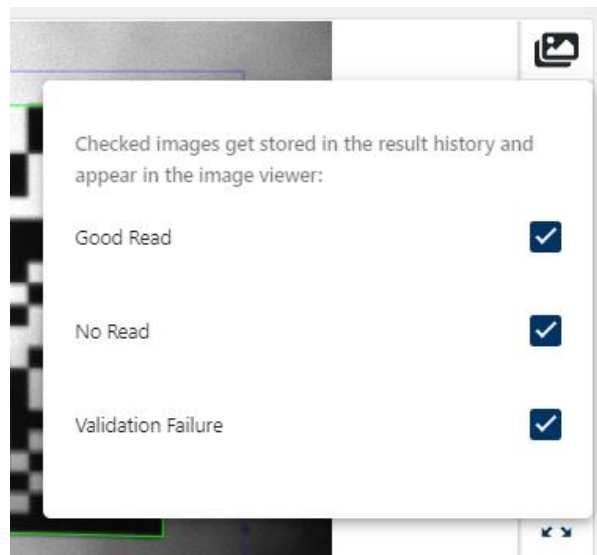 Checked images get stored in the result history and
appear in the image viewer:
Good Read
No Read
Validation Failure